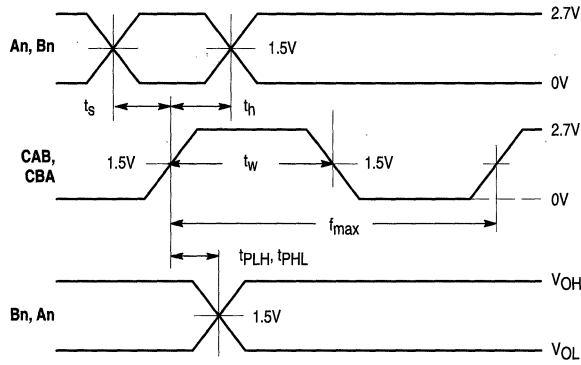 2.7V
An, Bn
1.5V
0V
ts
th
2.7V
CAB,
CBA
1.5V
tw
1.5V
0V
fmax
tPLH, tPHL
VOH
Bn, An
1.5V
VOL